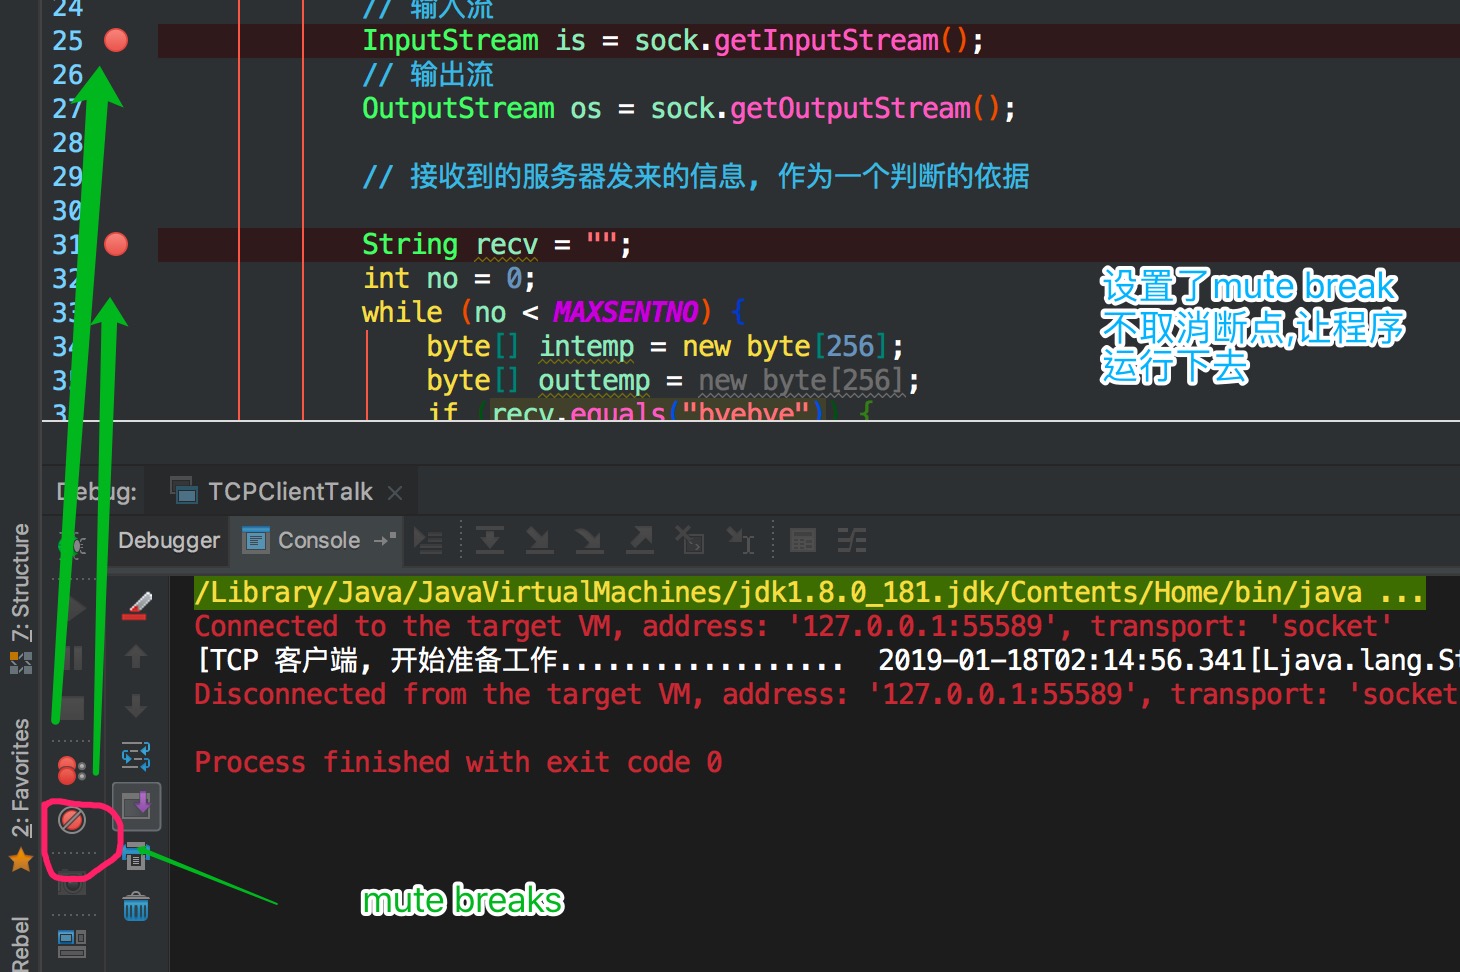 24 // 输入流
25 InputStream is = sock.getInputStream();
26 // 输出流
27 OutputStream os = sock.getOutputStream();
28
29 // 接收到的服务器发来的信息, 作为一个判断的依据
30
31 String recv = "";
32 int no = 0;
33 while (no < MAXSENTNO) {
34 byte[] intemp = new byte[256];
byte[] outtemp = new byte[256];
if (recv.equals("byebye")) {
设置了mute break
不取消断点,让程序
运行下去
Debug: TCPClientTalk
Debugger Console
7: Structure
2: Favorites
Rebel
/Library/Java/JavaVirtualMachines/jdk1.8.0_181.jdk/Contents/Home/bin/java ...
Connected to the target VM, address: '127.0.0.1:55589', transport: 'socket'
[TCP 客户端, 开始准备工作.................. 2019-01-18T02:14:56.341[Ljava.lang.St
Disconnected from the target VM, address: '127.0.0.1:55589', transport: 'socket
Process finished with exit code 0
mute breaks